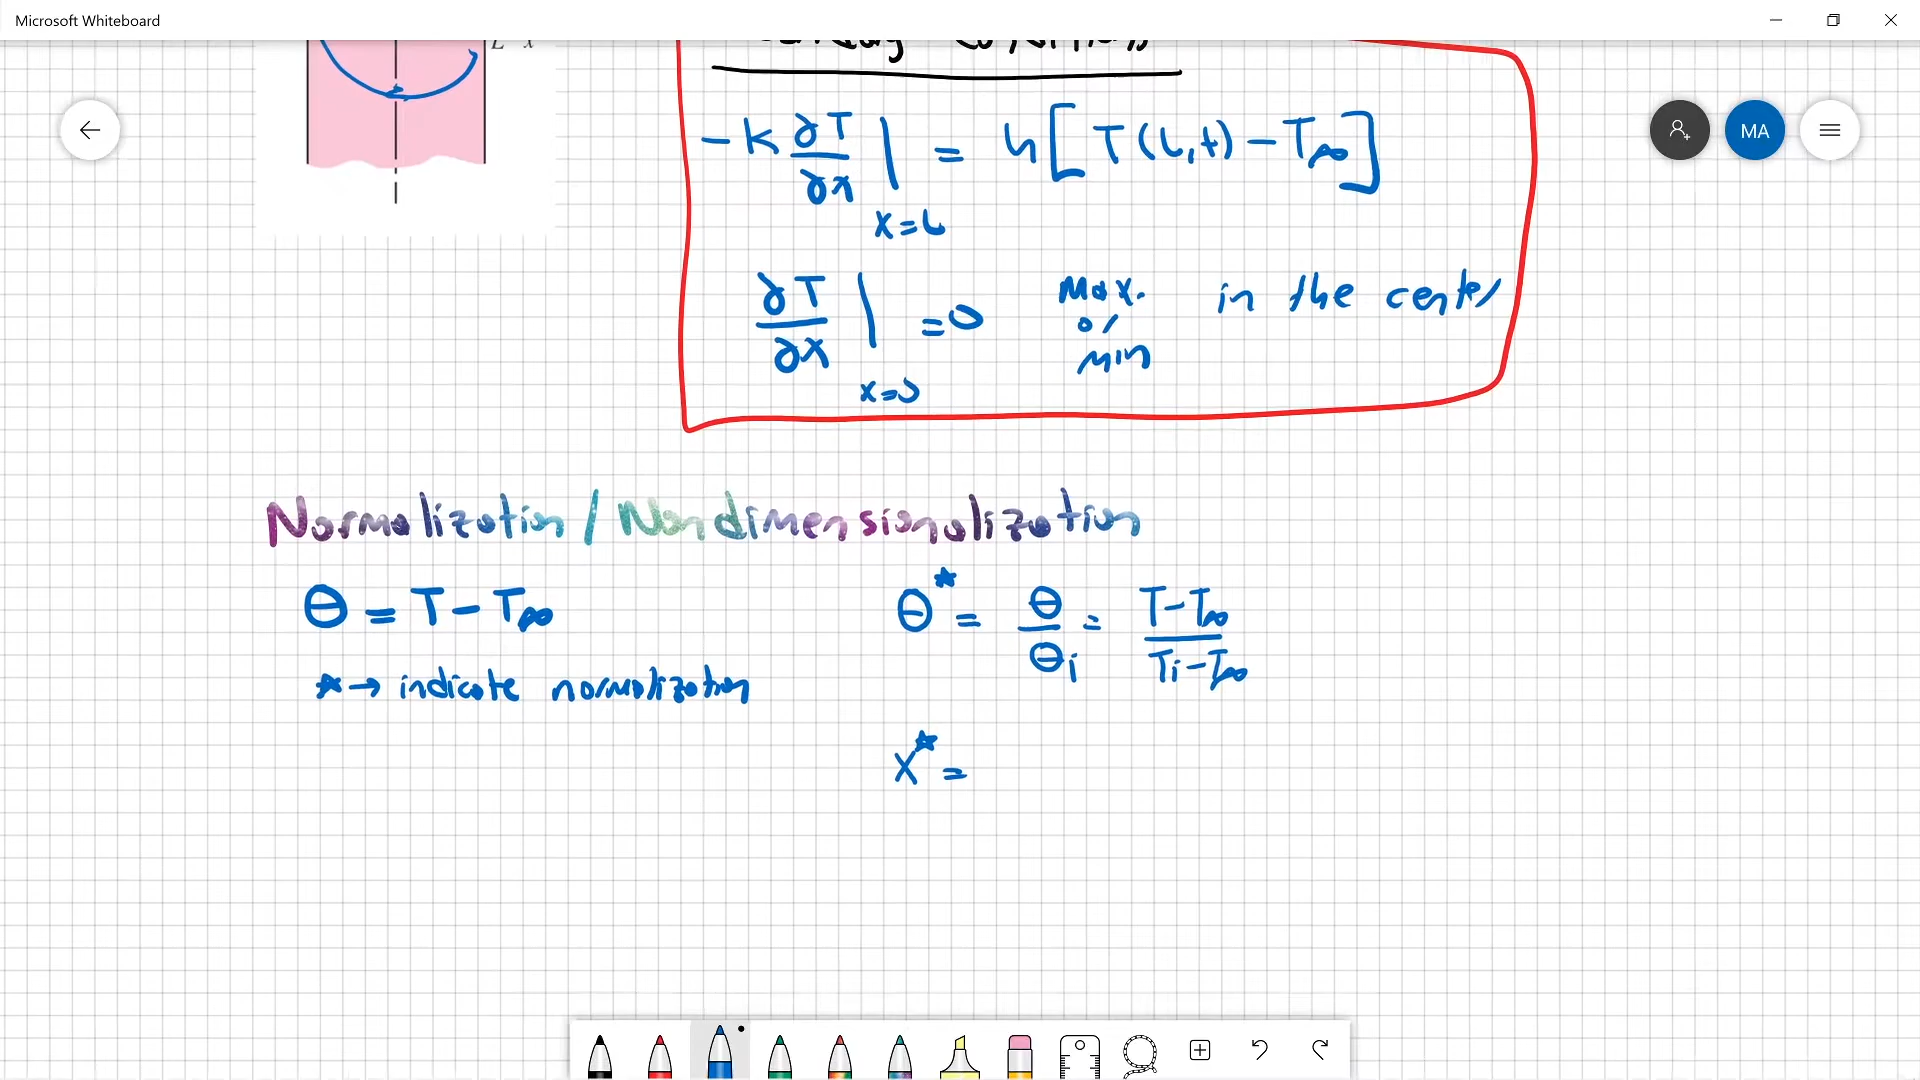 Microsoft Whiteboard
L x
MA
-k ∂T/∂x | x=L = h[T(L,t) - T∞]
∂T/∂x | x=0 = 0 Max. or min in the center
Normalization / Nondimensionalization
θ = T - T∞
θ* = θ/θi = T-T∞/Ti-T∞
* → indicate normalization
x* =